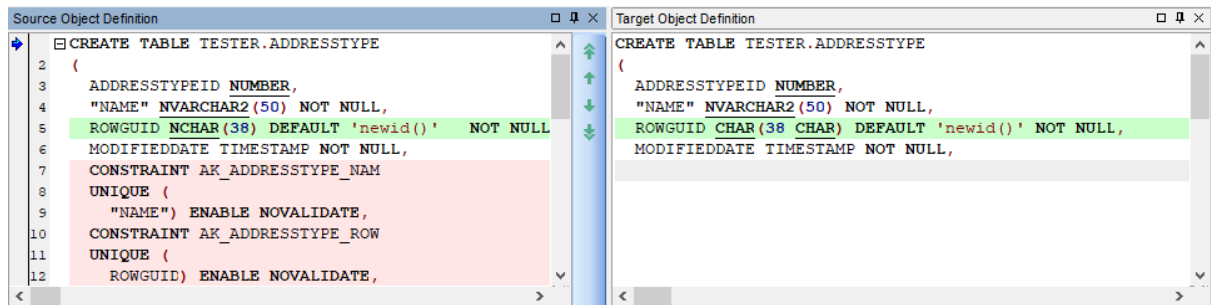 Source Object Definition
CREATE TABLE TESTER.ADDRESSTYPE
2 (
3 ADDRESSTYPEID NUMBER,
4 "NAME" NVARCHAR2(50) NOT NULL,
5 ROWGUID NCHAR(38) DEFAULT 'newid()' NOT NULL
6 MODIFIEDDATE TIMESTAMP NOT NULL,
7 CONSTRAINT AK_ADDRESSTYPE_NAM
8 UNIQUE (
9 "NAME") ENABLE NOVALIDATE,
10 CONSTRAINT AK_ADDRESSTYPE_ROW
11 UNIQUE (
12 ROWGUID) ENABLE NOVALIDATE,
Target Object Definition
CREATE TABLE TESTER.ADDRESSTYPE
(
ADDRESSTYPEID NUMBER,
"NAME" NVARCHAR2(50) NOT NULL,
ROWGUID CHAR(38 CHAR) DEFAULT 'newid()' NOT NULL,
MODIFIEDDATE TIMESTAMP NOT NULL,